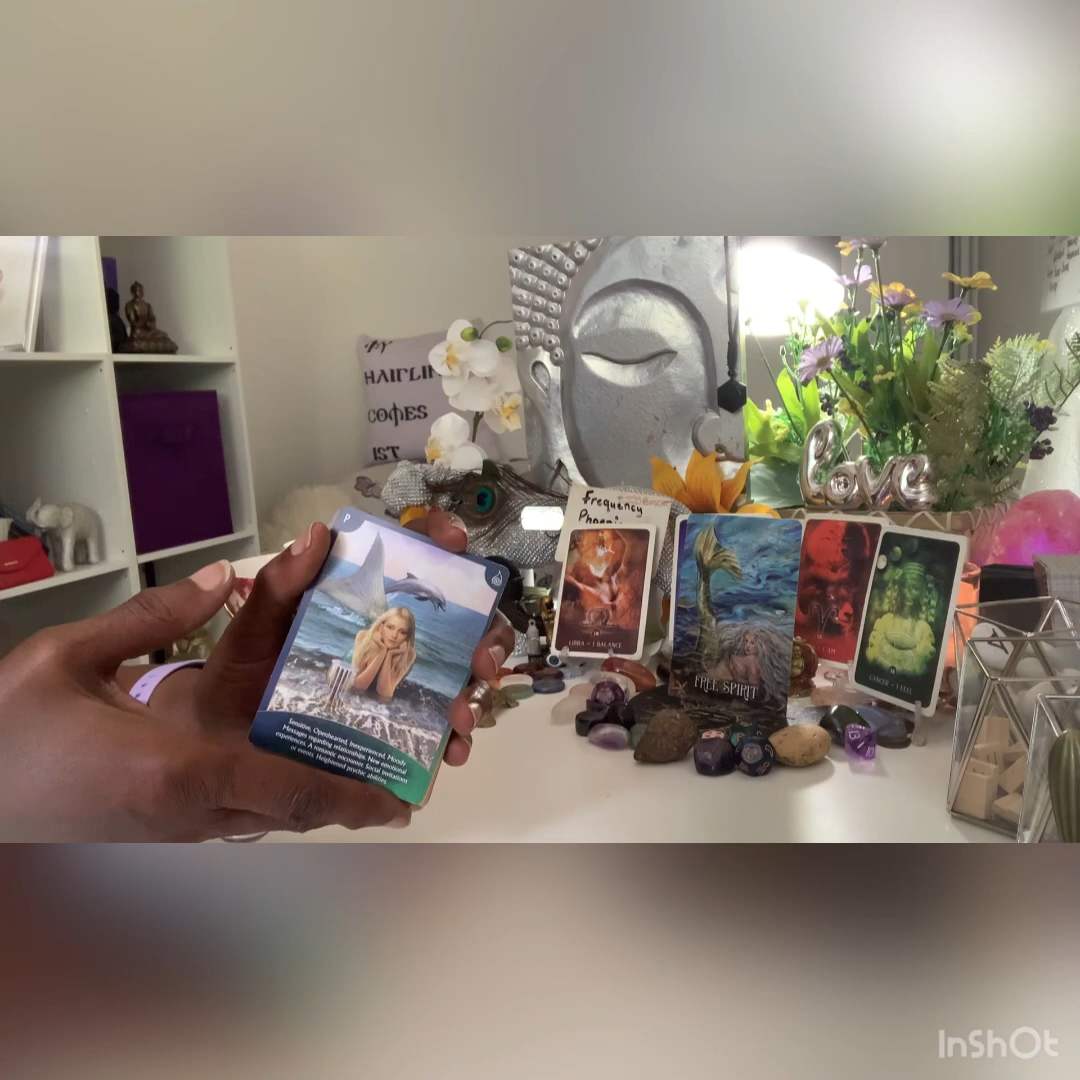 HAIRLIN
COMES
IST
Frequency
love
LIBRA - I BALANCE
FREE SPIRIT
I AM
CANCER - I FEEL
P
Sensitive, Openhearted, Inexperienced, Moody
Messages regarding relationships. New emotional
experiences. A romantic encounter. Social invitations
or events. Heightened psychic abilities.
InShOt